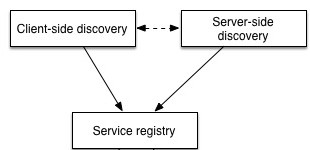 Client-side discovery
Server-side
discovery
Service registry